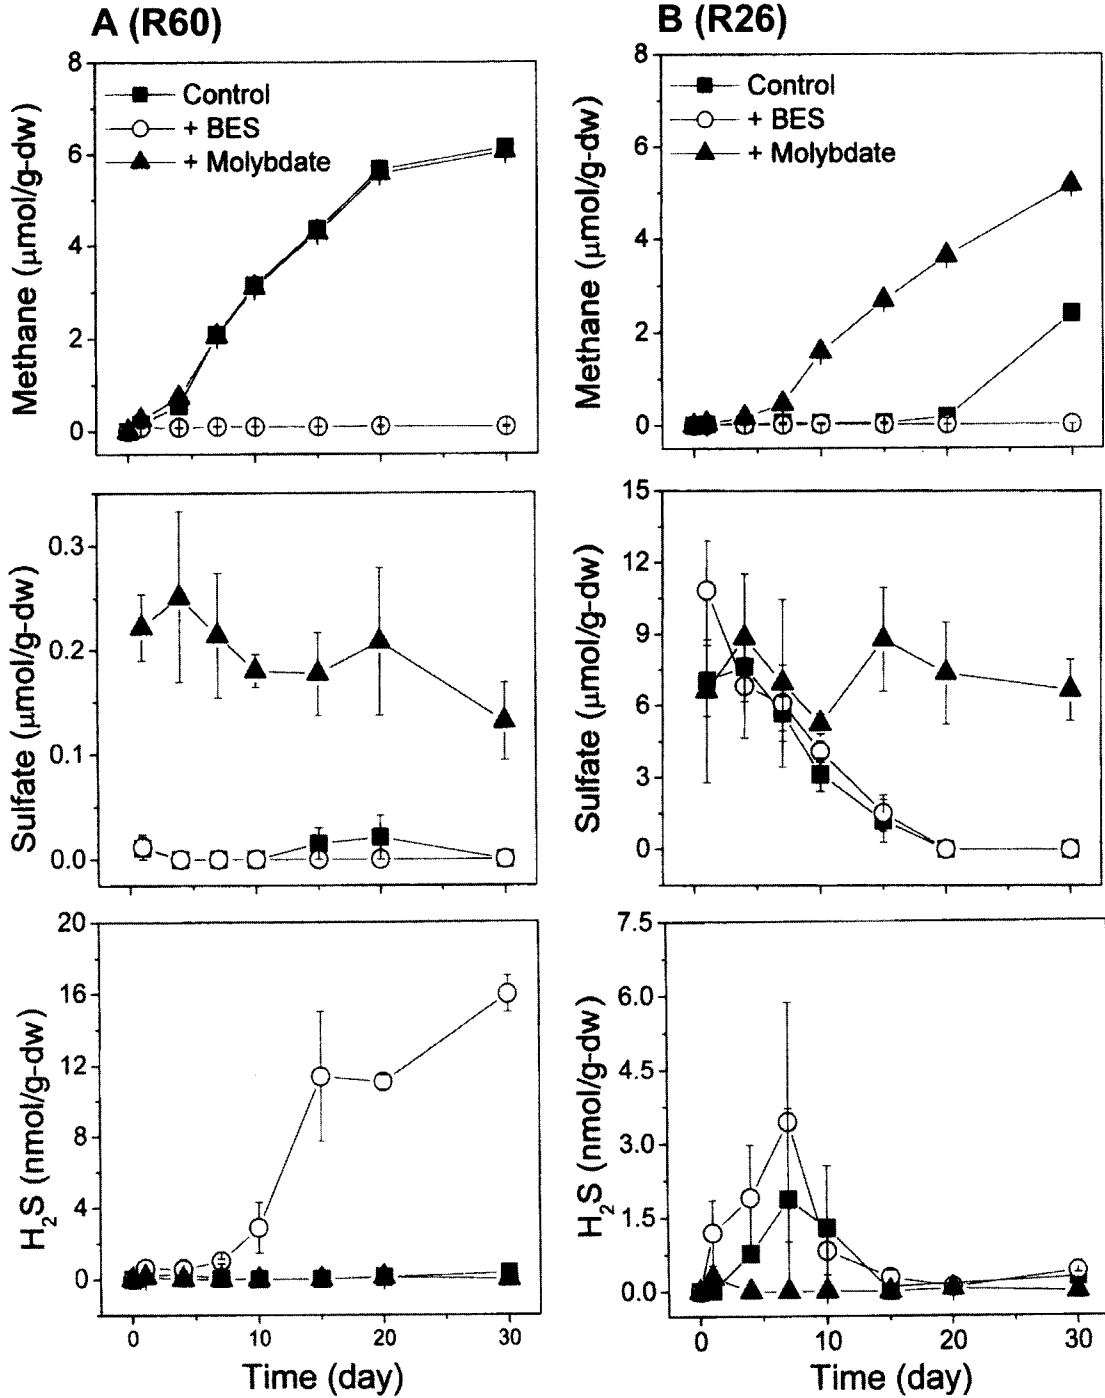 A (R60)
B (R26)
8
6
4
2
0
Methane (μmol/g-dw)
Control
+ BES
+ Molybdate
8
6
4
2
0
Methane (μmol/g-dw)
Control
+ BES
+ Molybdate
0.3
0.2
0.1
0.0
Sulfate (μmol/g-dw)
15
12
9
6
3
0
Sulfate (μmol/g-dw)
20
16
12
8
4
0
H₂S (nmol/g-dw)
0 10 20 30
Time (day)
7.5
6.0
4.5
3.0
1.5
0.0
H₂S (nmol/g-dw)
0 10 20 30
Time (day)